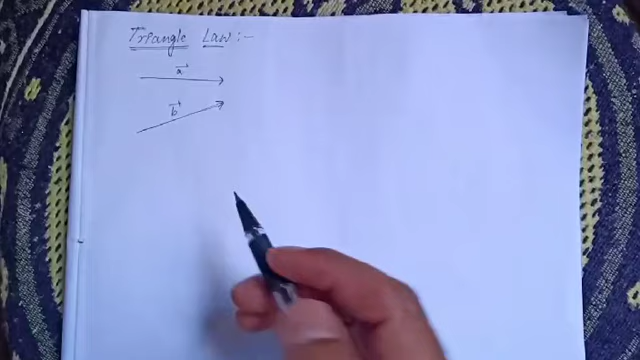 Triangle Law :-
a→
b→